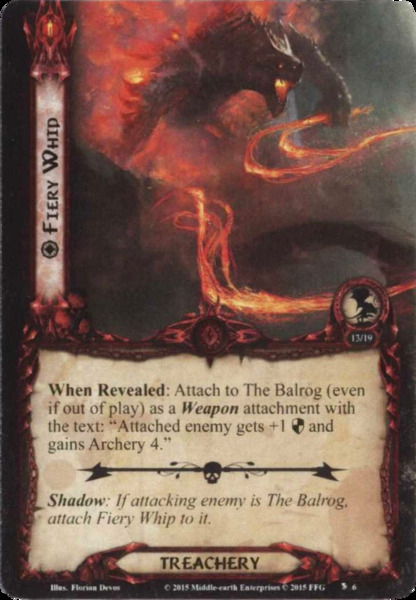 FIERY WHIP
13/19
When Revealed: Attach to The Balrog (even
if out of play) as a Weapon attachment with
the text: “Attached enemy gets +1 and
gains Archery 4.”
Shadow: If attacking enemy is The Balrog,
attach Fiery Whip to it.
TREACHERY
Illus. Florian Devos © 2015 Middle-earth Enterprises © 2015 FFG 6